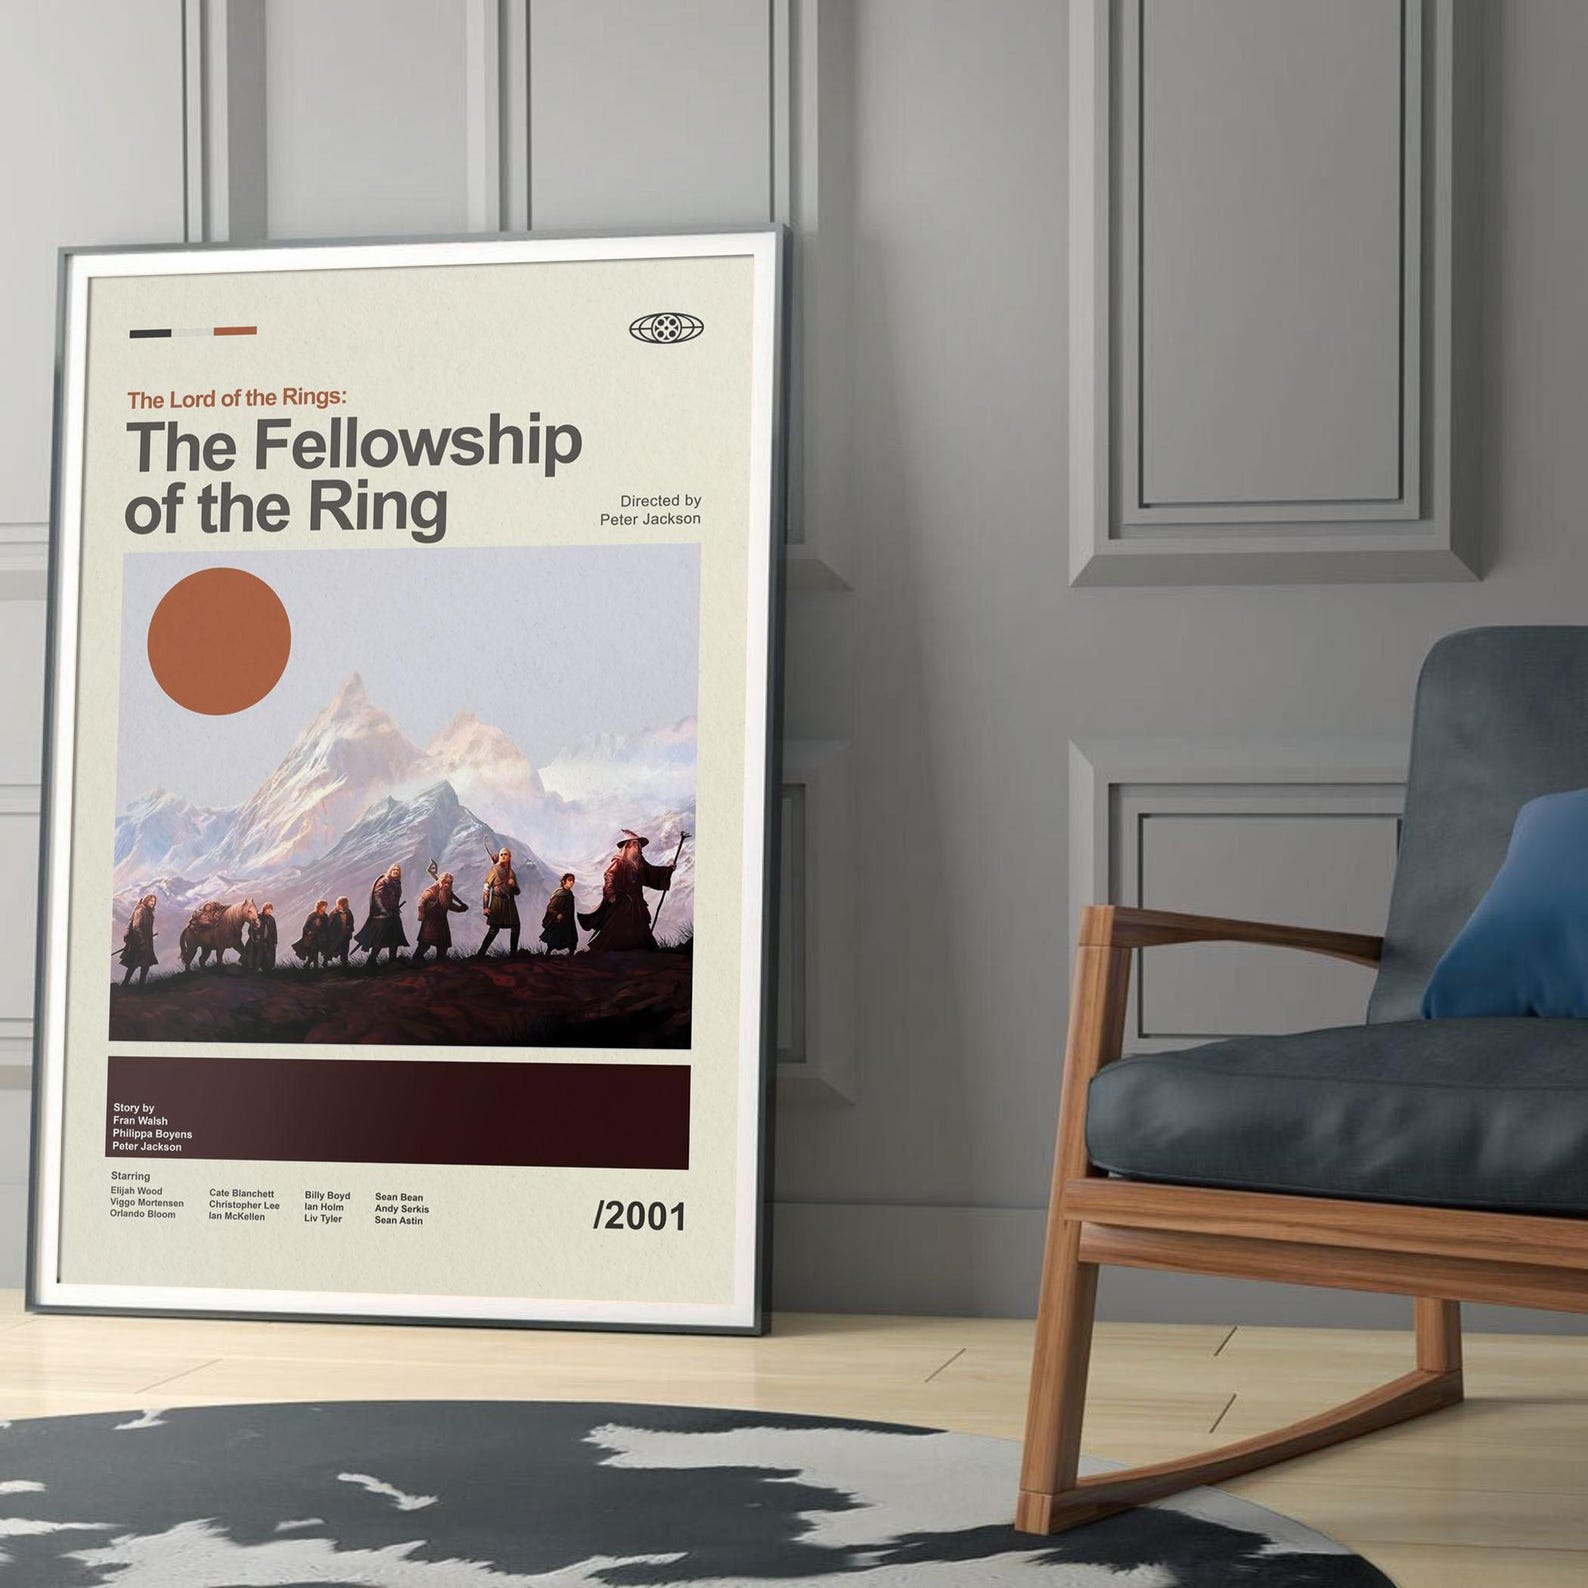 The Lord of the Rings:
The Fellowship
of the Ring
Directed by
Peter Jackson
Story by
Fran Walsh
Philippa Boyens
Peter Jackson
Starring
Elijah Wood
Viggo Mortensen
Orlando Bloom
Cate Blanchett
Christopher Lee
Ian McKellen
Billy Boyd
Ian Holm
Liv Tyler
Sean Bean
Andy Serkis
Sean Astin
/2001